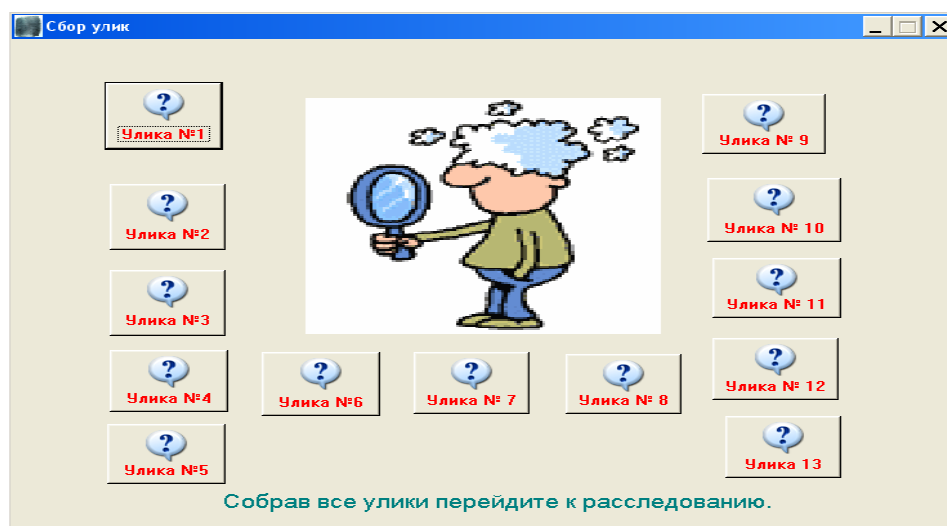 Сбор улик
Улика №1
Улика №2
Улика №3
Улика №4
Улика №5
Улика №6
Улика № 7
Улика № 8
Улика № 9
Улика № 10
Улика № 11
Улика № 12
Улика 13
Собрав все улики перейдите к расследованию.